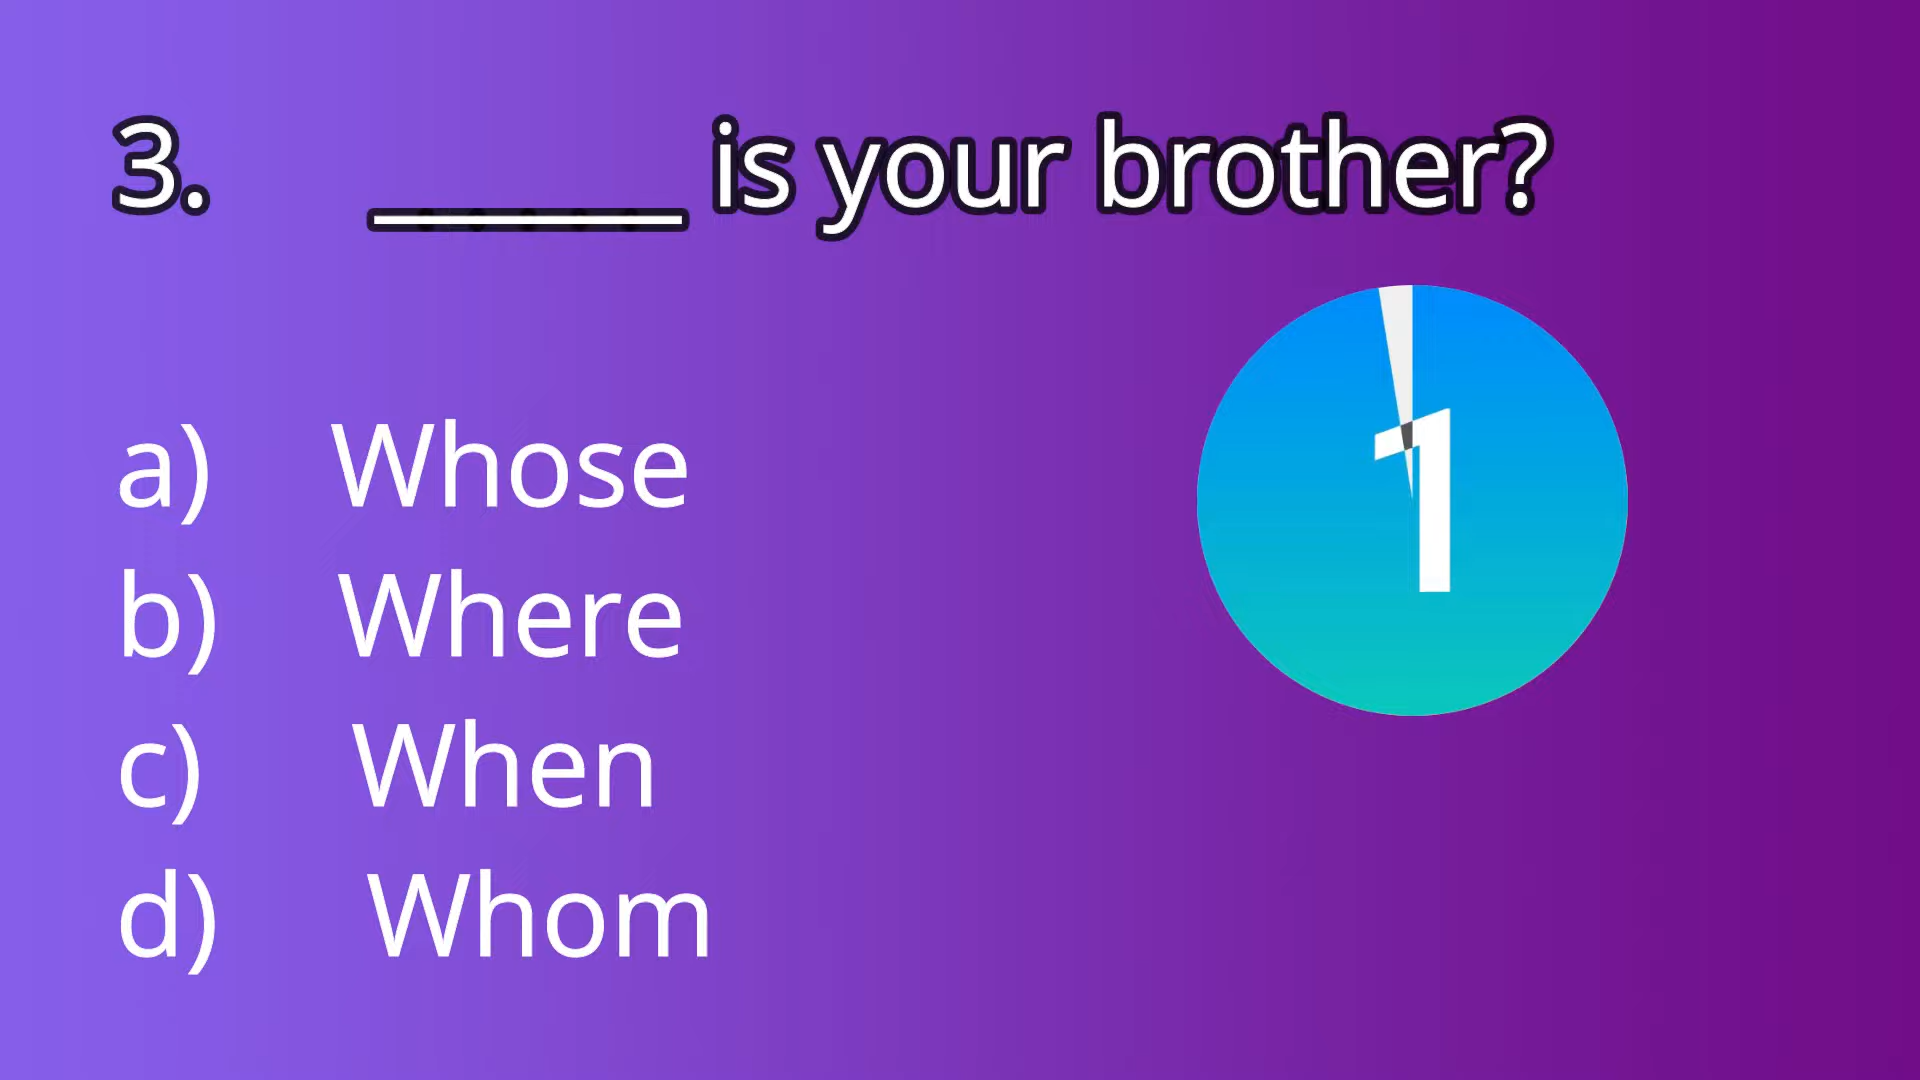 3. ______ is your brother?
a) Whose
1
b) Where
c) When
d) Whom